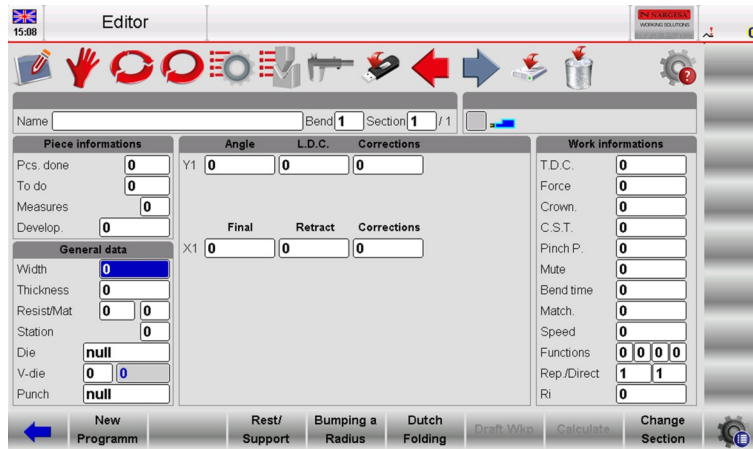 15:08
Editor
NARGESA
WORKING SOLUTIONS
Name Bend 1 Section 1 / 1
Piece informations
Pcs. done 0
To do 0
Measures 0
Develop. 0
General data
Width 0
Thickness 0
Resist/Mat 0 0
Station 0
Die null
V-die 0 0
Punch null
Angle L.D.C. Corrections
Y1 0 0 0
Final Retract Corrections
X1 0 0 0
Work informations
T.D.C. 0
Force 0
Crown. 0
C.S.T. 0
Pinch P. 0
Mute 0
Bend time 0
Match. 0
Speed 0
Functions 0 0 0 0
Rep./Direct 1 1
Ri 0
New Programm
Rest/ Support
Bumping a Radius
Dutch Folding
Draft Wkp
Calculate
Change Section